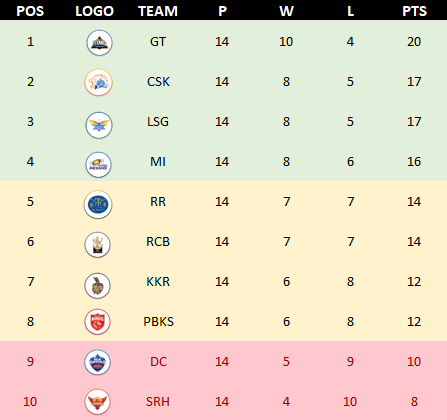 POS LOGO TEAM P W L PTS
1 GT 14 10 4 20
2 CSK 14 8 5 17
3 LSG 14 8 5 17
4 MI 14 8 6 16
5 RR 14 7 7 14
6 RCB 14 7 7 14
7 KKR 14 6 8 12
8 PBKS 14 6 8 12
9 DC 14 5 9 10
10 SRH 14 4 10 8